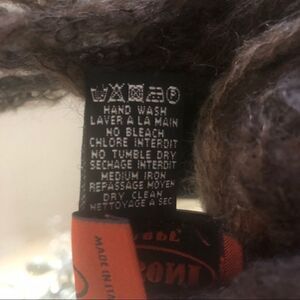 HAND WASH
LAVER A LA MAIN
NO BLEACH
CHLORE INTERDIT
NO TUMBLE DRY
SECHAGE INTERDIT
MEDIUM IRON
REPASSAGE MOYEN
DRY CLEAN
NETTOYAGE A SEC
MADE IN